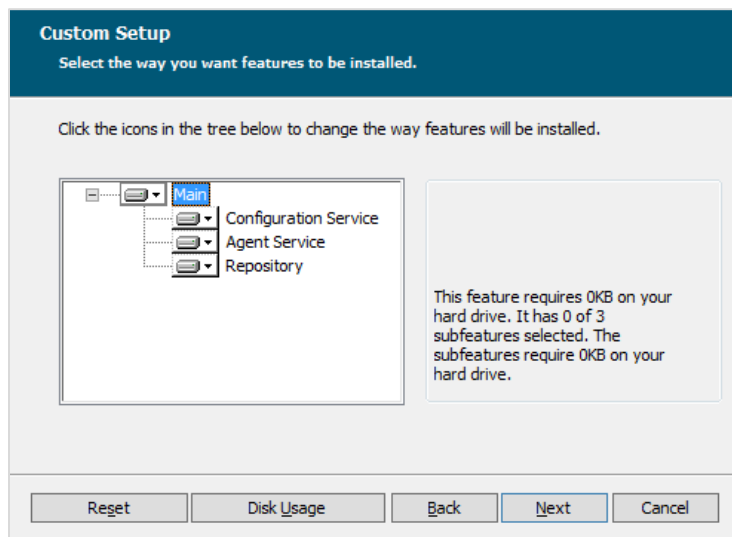 Custom Setup
Select the way you want features to be installed.
Click the icons in the tree below to change the way features will be installed.
Main
Configuration Service
Agent Service
Repository
This feature requires 0KB on your
hard drive. It has 0 of 3
subfeatures selected. The
subfeatures require 0KB on your
hard drive.
Reset
Disk Usage
Back
Next
Cancel